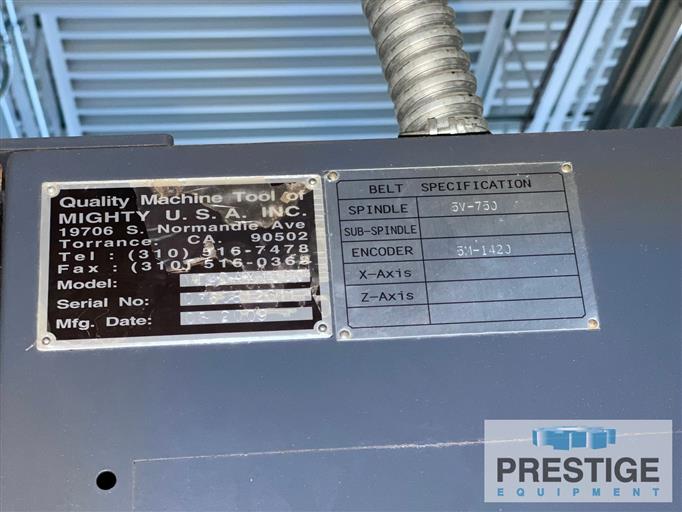 Quality Machine Tool of
MIGHTY U.S.A. INC.
19706 S. Normandie Ave
Torrance. CA. 90502
Tel : (310) 516-7478
Fax : (310) 516-0368
Model:
Serial No:
Mfg. Date:
BELT SPECIFICATION
SPINDLE 5V-750
SUB-SPINDLE
ENCODER 5M-1420
X-Axis
Z-Axis
PRESTIGE
EQUIPMENT